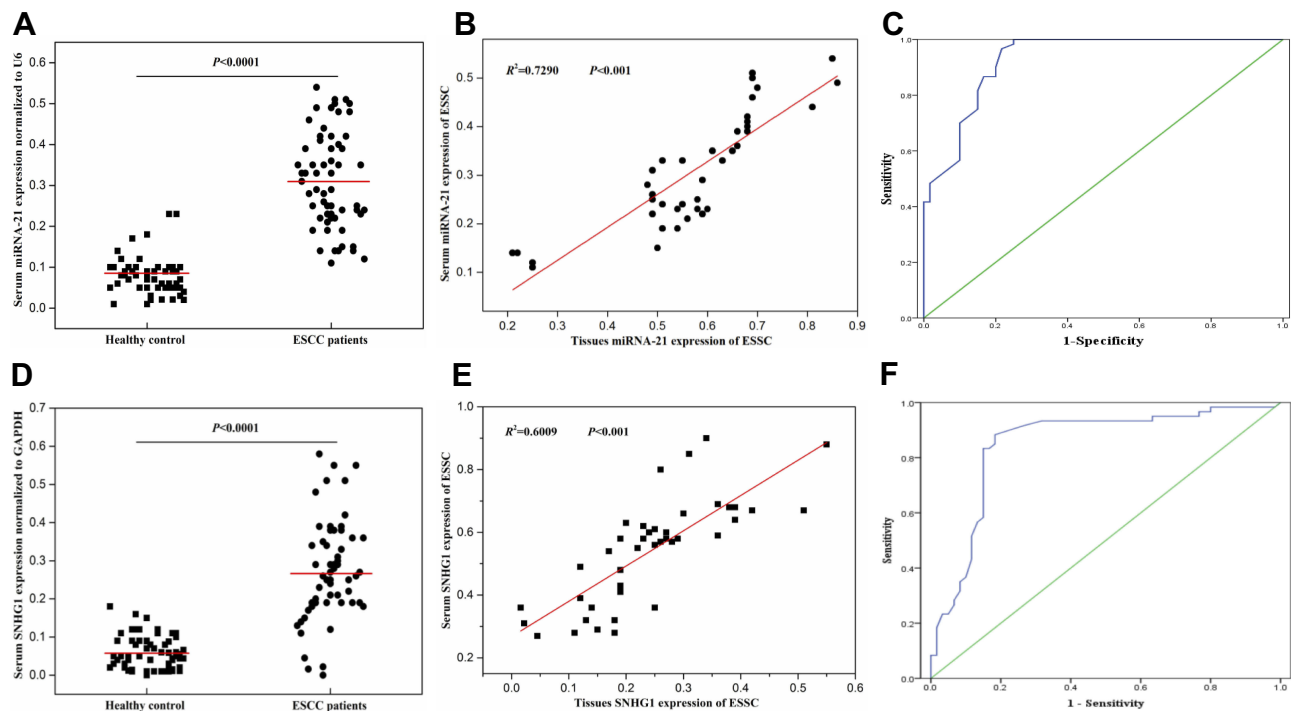 A
Serum miRNA-21 expression normalized to U6
0.6
0.5
0.4
0.3
0.2
0.1
0.0
P<0.0001
Healthy control
ESCC patients
B
Serum miRNA-21 expression of ESSC
0.5
0.4
0.3
0.2
0.1
R²=0.7290 P<0.001
0.2 0.3 0.4 0.5 0.6 0.7 0.8 0.9
Tissues miRNA-21 expression of ESSC
C
Sensitivity
1.0
0.8
0.6
0.4
0.2
0.0
0.0 0.2 0.4 0.6 0.8 1.0
1-Specificity
D
Serum SNHG1 expression normalized to GAPDH
0.7
0.6
0.5
0.4
0.3
0.2
0.1
0.0
P<0.0001
Healthy control
ESCC patients
E
Serum SNHG1 expression of ESSC
1.0
0.8
0.6
0.4
0.2
R²=0.6009 P<0.001
0.0 0.1 0.2 0.3 0.4 0.5 0.6
Tissues SNHG1 expression of ESSC
F
Sensitivity
1.0
0.8
0.6
0.4
0.2
0.0
0.0 0.2 0.4 0.6 0.8 1.0
1 - Sensitivity